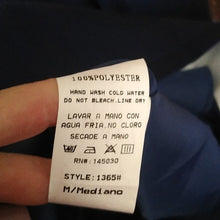 100%POLYESTER
HAND WASH COLD WATER
DO NOT BLEACH.LINE DRY
LAVAR A MANO CON
AGUA FRIA.NO CLORO
SECADE A MANO
RN#: 145030
STYLE: 1365#
M/Mediano